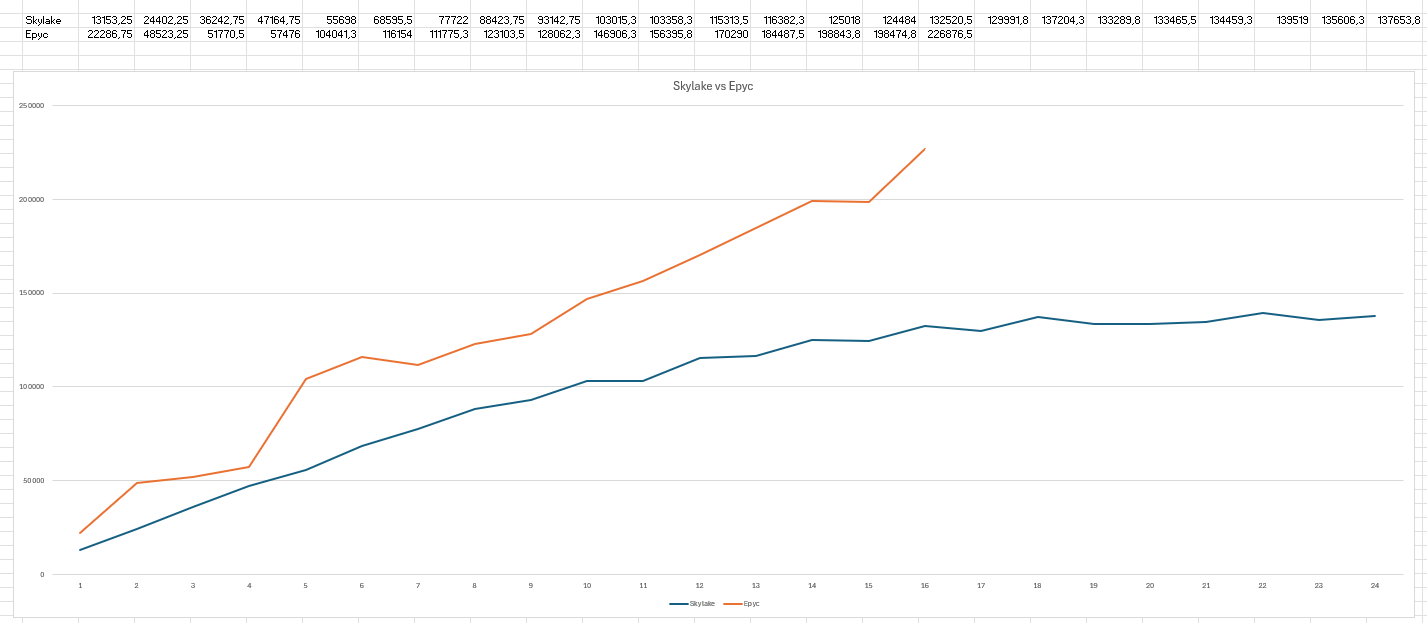 Skylake 13153,25 24402,25 36242,75 47164,75 55698 68595,5 77722 88423,75 93142,75 103015,3 103358,3 115313,5 116382,3 125018 124484 132520,5 129991,8 137204,3 133289,8 133465,5 134459,3 139519 135606,3 137653,8
Epyc 22286,75 48523,25 51770,5 57476 104041,3 116154 111775,3 123103,5 128062,3 146906,3 156395,8 170290 184487,5 198843,8 198474,8 226876,5
Skylake vs Epyc
250000
200000
150000
100000
50000
0
1 2 3 4 5 6 7 8 9 10 11 12 13 14 15 16 17 18 19 20 21 22 23 24
Skylake Epyc